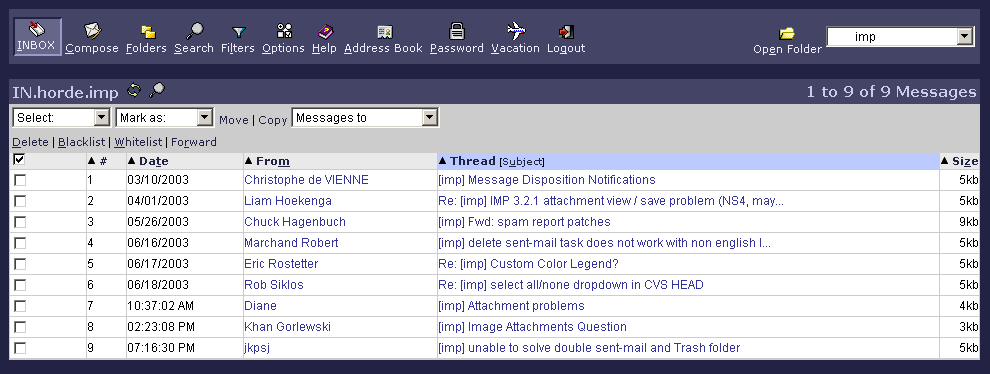 INBOX Compose Folders Search Filters Options Help Address Book Password Vacation Logout Open Folder imp
IN.horde.imp 1 to 9 of 9 Messages
Select: Mark as: Move | Copy Messages to
Delete | Blacklist | Whitelist | Forward
# Date From Thread [Subject] Size
1 03/10/2003 Christophe de VIENNE [imp] Message Disposition Notifications 5kb
2 04/01/2003 Liam Hoekenga Re: [imp] IMP 3.2.1 attachment view / save problem (NS4, may... 5kb
3 05/26/2003 Chuck Hagenbuch [imp] Fwd: spam report patches 9kb
4 06/16/2003 Marchand Robert [imp] delete sent-mail task does not work with non english l... 5kb
5 06/17/2003 Eric Rostetter Re: [imp] Custom Color Legend? 5kb
6 06/18/2003 Rob Siklos Re: [imp] select all/none dropdown in CVS HEAD 5kb
7 10:37:02 AM Diane [imp] Attachment problems 4kb
8 02:23:08 PM Khan Gorlewski [imp] Image Attachments Question 3kb
9 07:16:30 PM jkpsj [imp] unable to solve double sent-mail and Trash folder 5kb